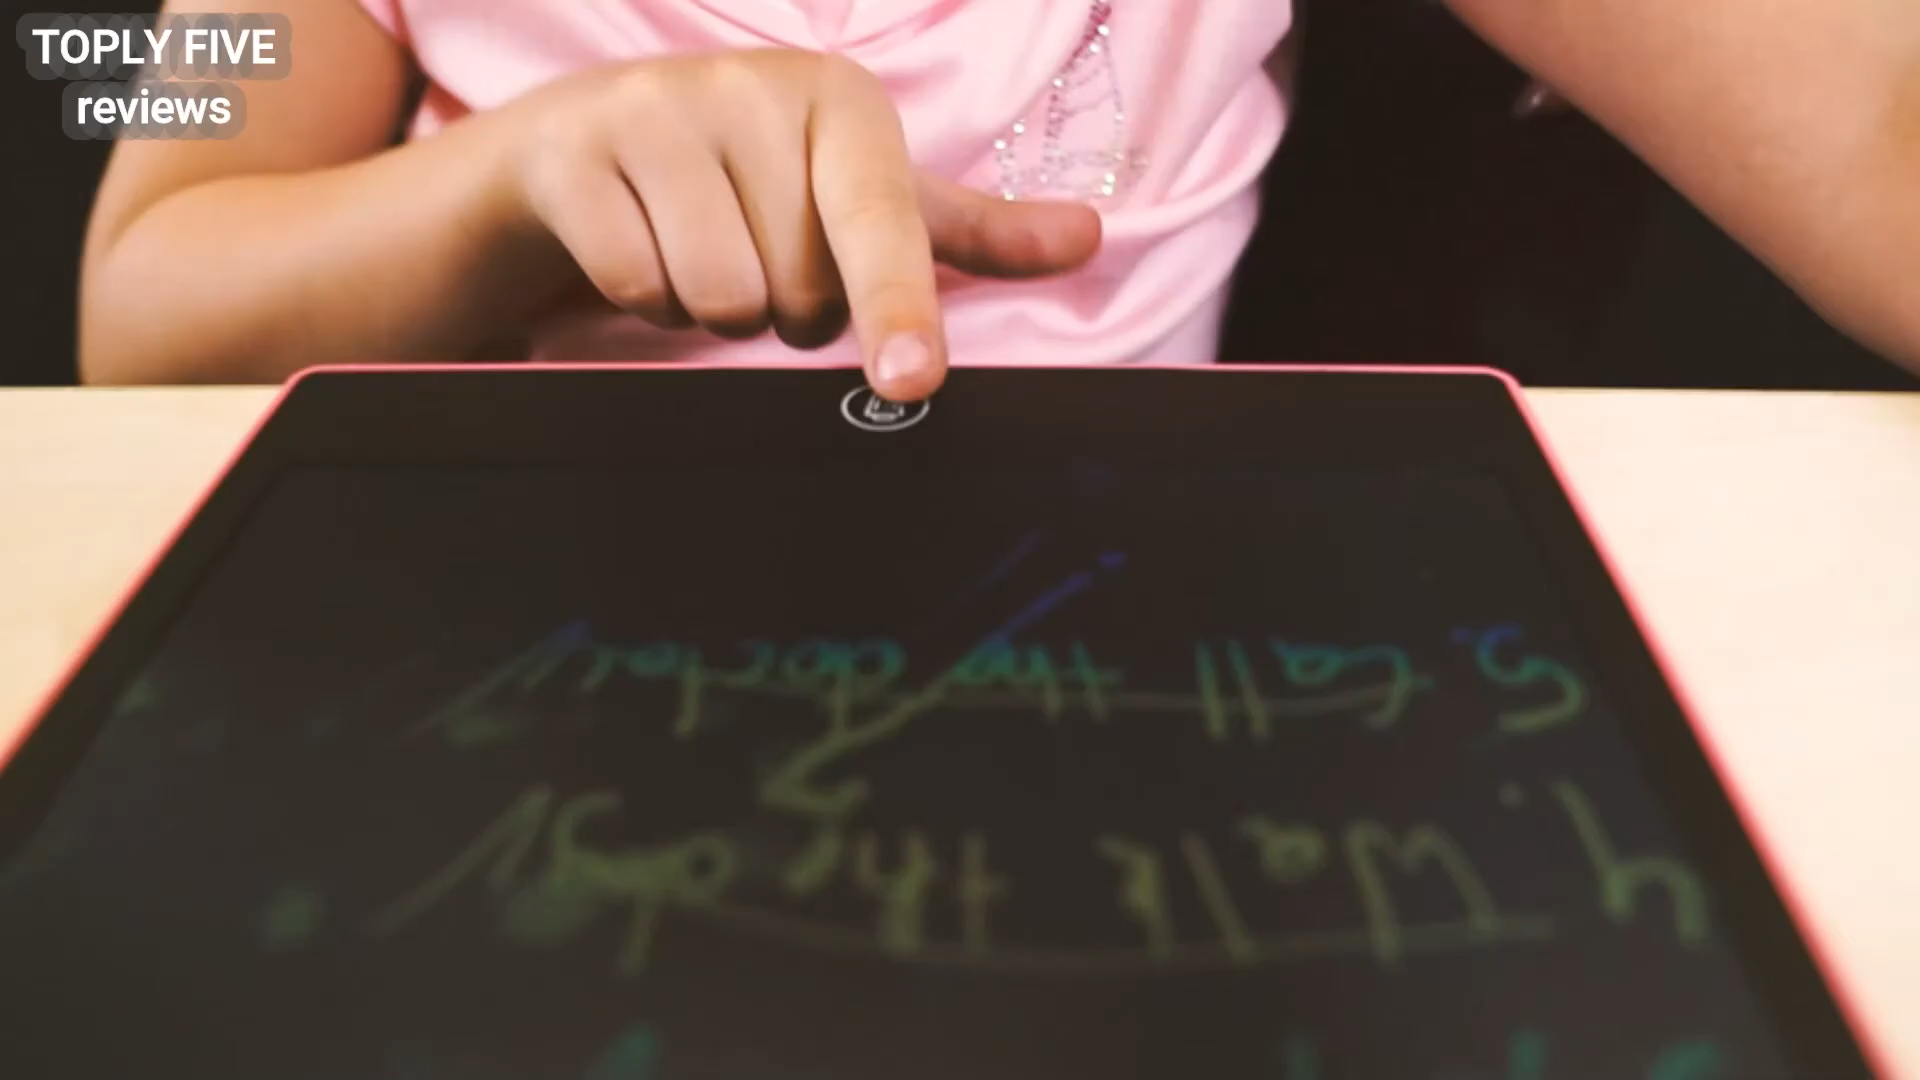 TOPLY FIVE
reviews
4. Walk the dog
5. Call the doctor